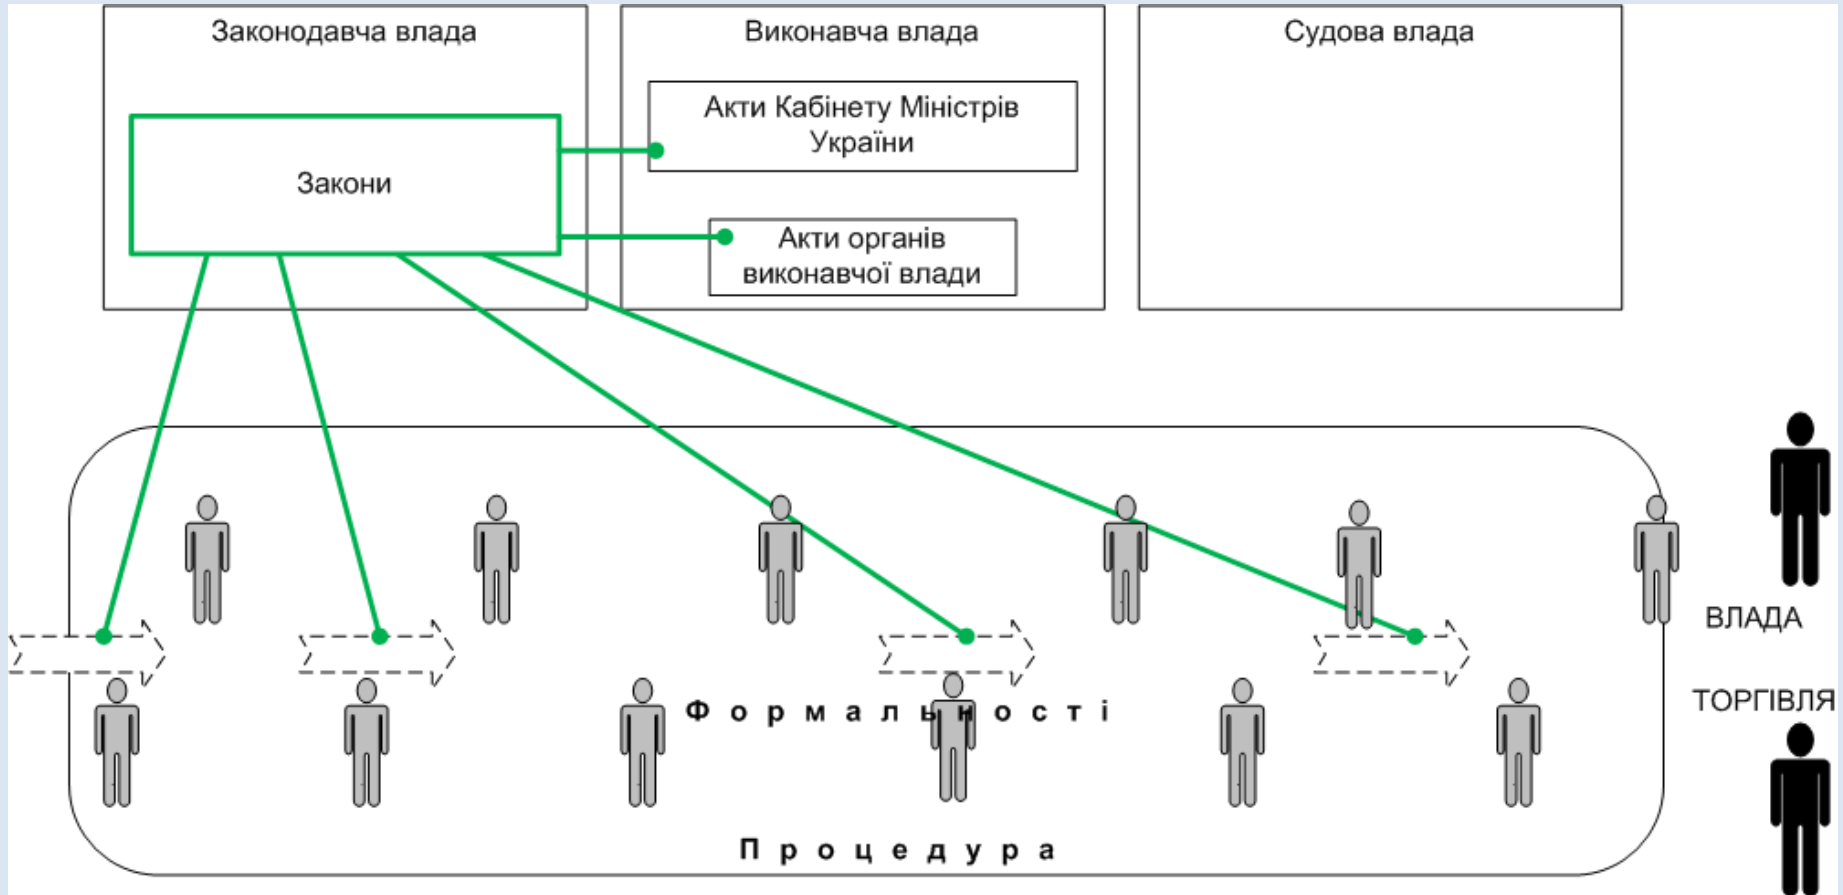 Законодавча влада
Виконавча влада
Судова влада
Акти Кабінету Міністрів
України
Закони
Акти органів
виконавчої влади
ВЛАДА
ТОРГІВЛЯ
Формальності
Процедура